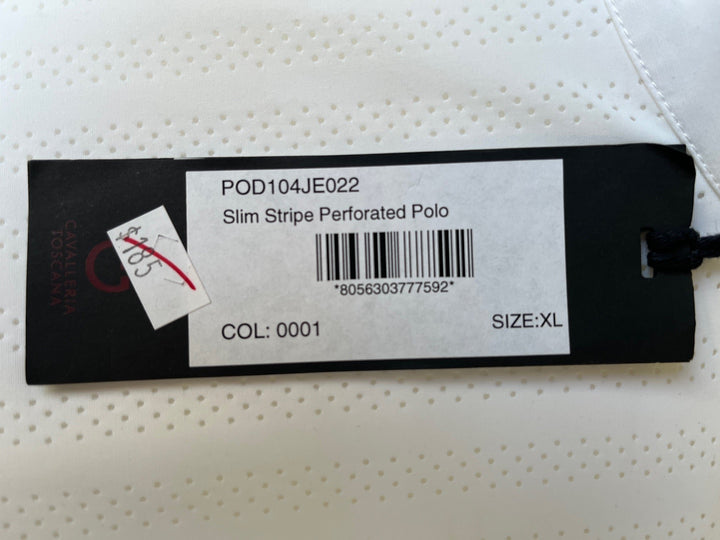 CAVALLERIA
TOSCANA
$185
POD104JE022
Slim Stripe Perforated Polo
*8056303777592*
COL: 0001
SIZE:XL